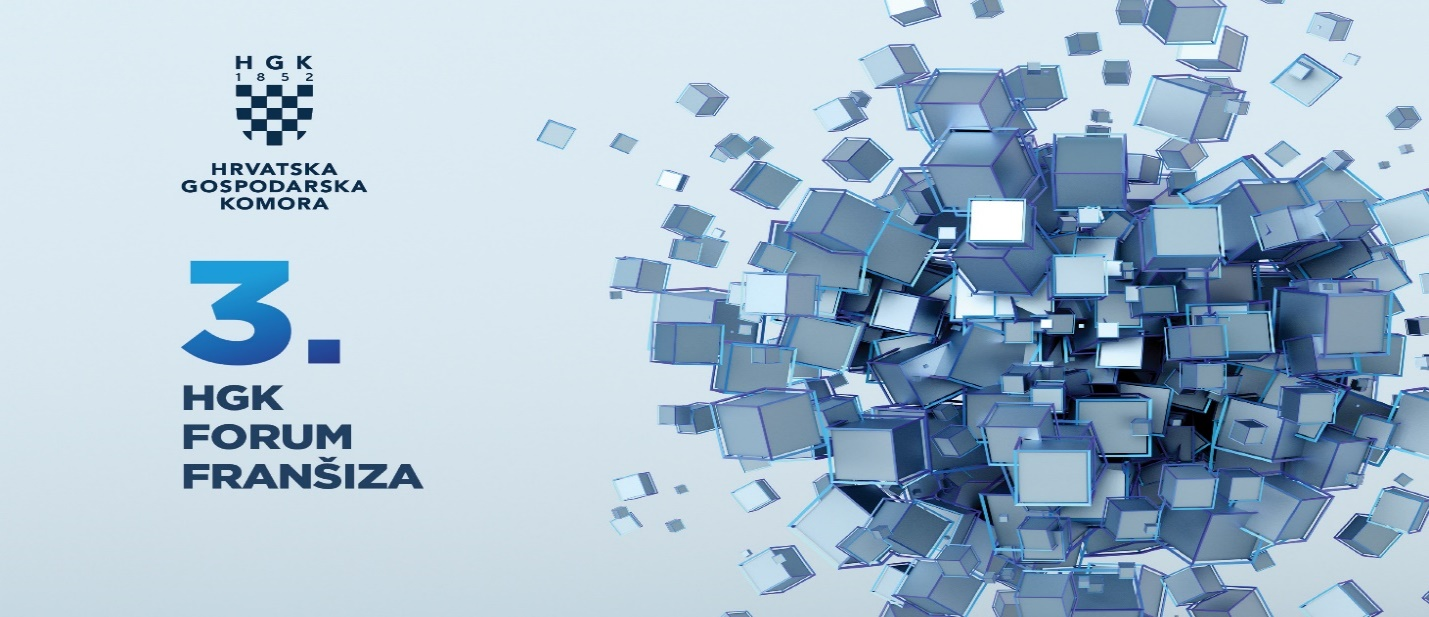 HGK
1852
HRVATSKA
GOSPODARSKA
KOMORA
3.
HGK
FORUM
FRANŠIZA